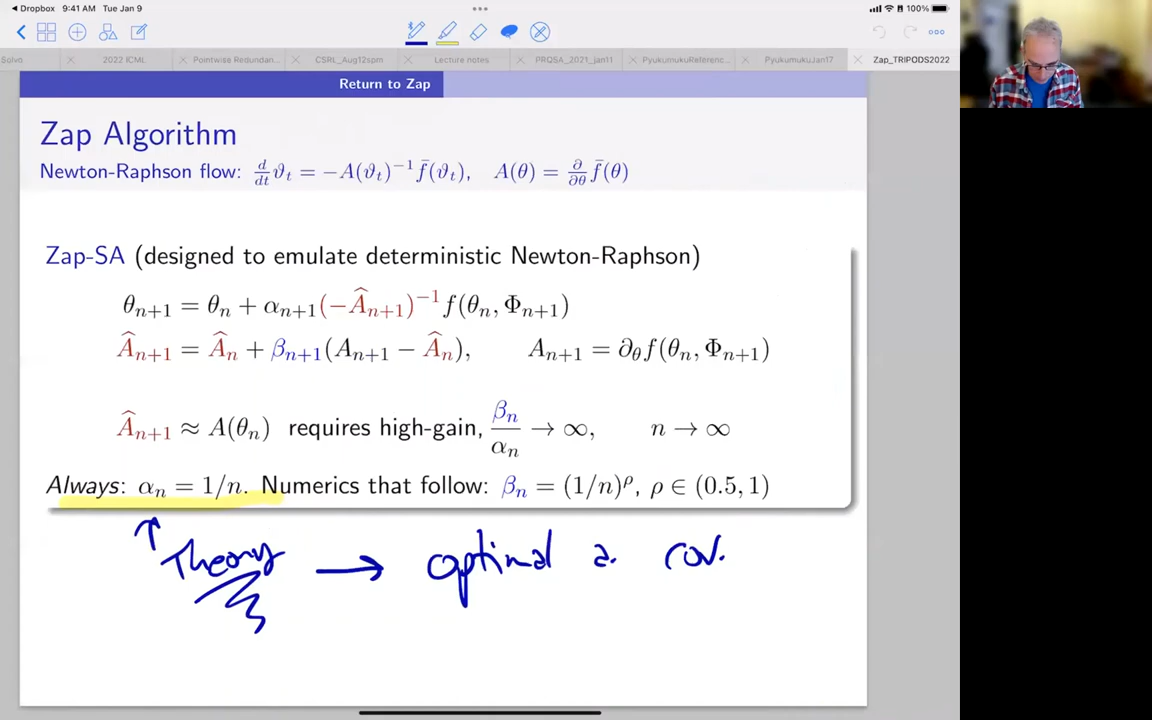 Dropbox 9:41 AM Tue Jan 9 100%
Solvo 2022 ICML Pointwise Redundan... CSRL_Aug12spm Lecture notes PRQSA_2021_jan11 PyukumukuReferenc... PyukumukuJan17 Zap_TRIPODS2022
Return to Zap
Zap Algorithm
Newton-Raphson flow: d/dt ϑ_t = −A(ϑ_t)^{−1} f̄(ϑ_t), A(θ) = ∂/∂θ f̄(θ)
Zap-SA (designed to emulate deterministic Newton-Raphson)
θ_{n+1} = θ_n + α_{n+1}(−Â_{n+1})^{−1} f(θ_n, Φ_{n+1})
Â_{n+1} = Â_n + β_{n+1}(A_{n+1} − Â_n), A_{n+1} = ∂_θ f(θ_n, Φ_{n+1})
Â_{n+1} ≈ A(θ_n) requires high-gain, β_n/α_n → ∞, n → ∞
Always: α_n = 1/n. Numerics that follow: β_n = (1/n)^ρ, ρ ∈ (0.5, 1)
↑ Theory → optimal a. cov.